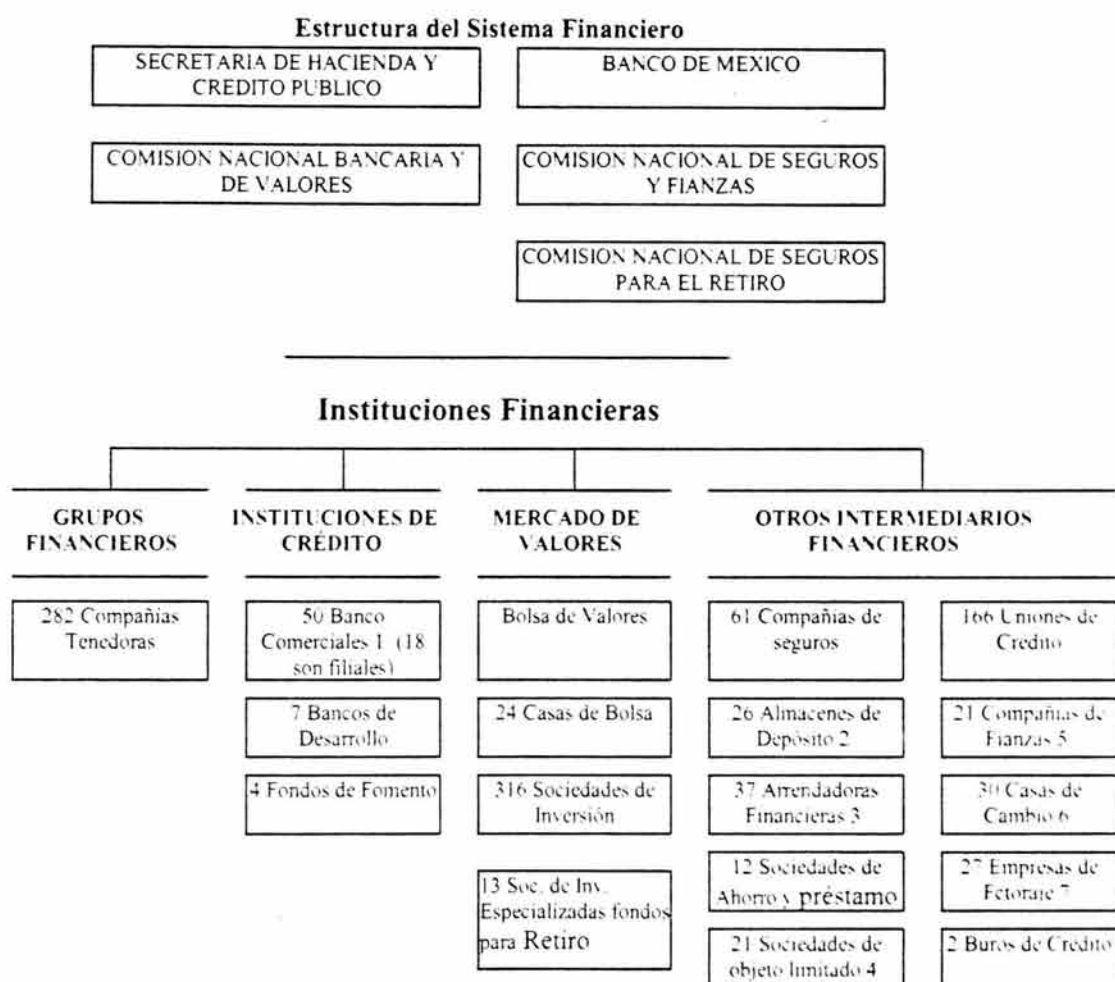 Estructura del Sistema Financiero
SECRETARIA DE HACIENDA Y
CREDITO PUBLICO
BANCO DE MEXICO
COMISION NACIONAL BANCARIA Y
DE VALORES
COMISION NACIONAL DE SEGUROS
Y FIANZAS
COMISION NACIONAL DE SEGUROS
PARA EL RETIRO
Instituciones Financieras
GRUPOS
FINANCIEROS
INSTITUCIONES DE
CRÉDITO
MERCADO DE
VALORES
OTROS INTERMEDIARIOS
FINANCIEROS
282 Compañias
Tenedoras
50 Banco
Comerciales 1 (18
son filiales)
7 Bancos de
Desarrollo
4 Fondos de Fomento
Bolsa de Valores
24 Casas de Bolsa
316 Sociedades de
Inversión
13 Soc. de Inv.
Especializadas fondos
para Retiro
61 Compañias de
seguros
26 Almacenes de
Depósito 2
37 Arrendadoras
Financieras 3
12 Sociedades de
Ahorro y préstamo
21 Sociedades de
objeto limitado 4
166 Uniones de
Credito
21 Compañias de
Fianzas 5
30 Casas de
Cambio 6
27 Empresas de
Fctoraje 7
2 Buros de Crédito